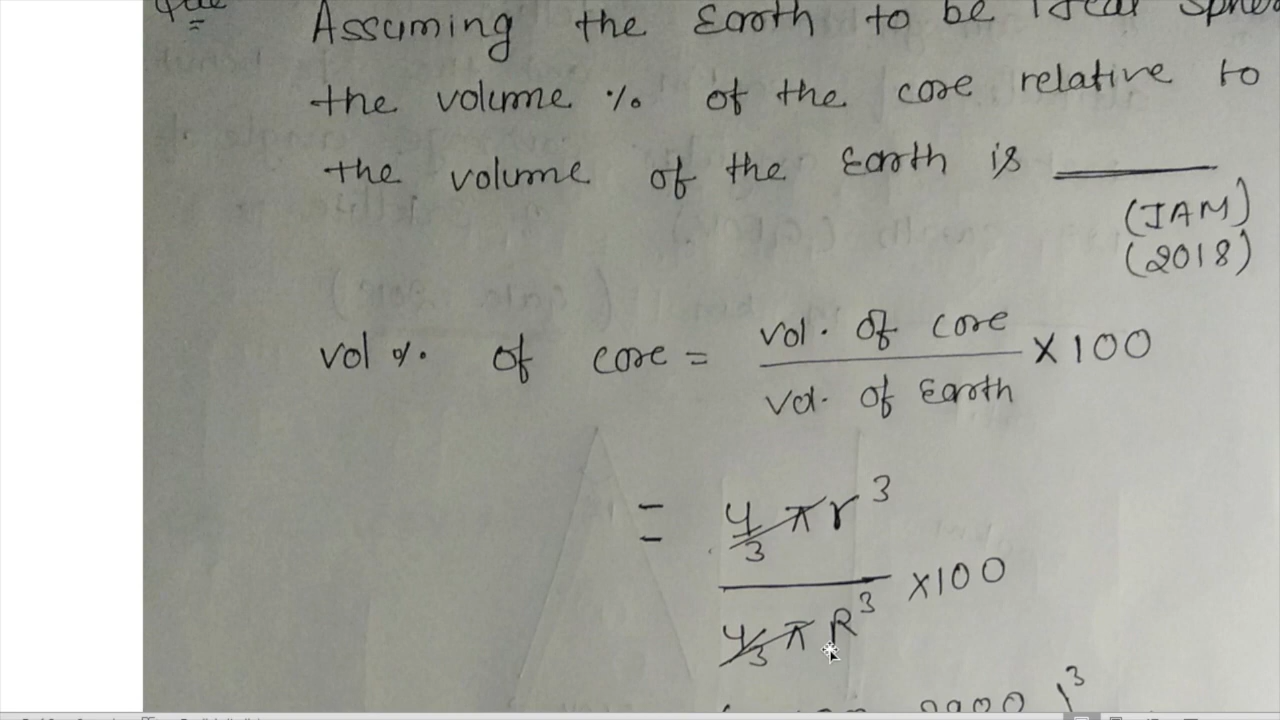 Que
Assuming the Earth to be ideal
the volume % of the core relative to
the volume of the Earth is ______
(JAM)
(2018)
vol % of core = vol. of core / vol. of Earth × 100
= 4/3 π r³ / 4/3 π R³ × 100